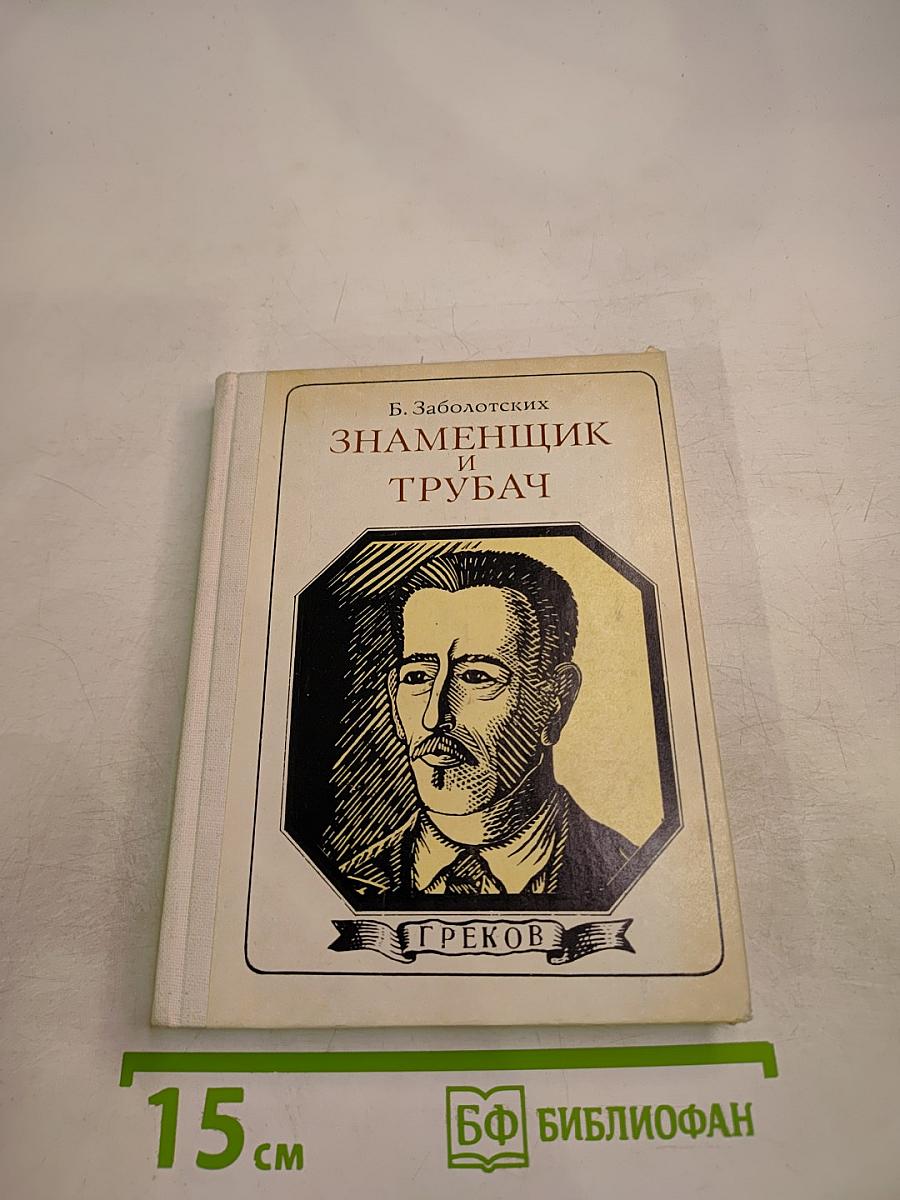 Б. Заболотских
ЗНАМЕНЩИК
И
ТРУБАЧ
ГРЕКОВ
15 см
БФ БИБЛИОФАН